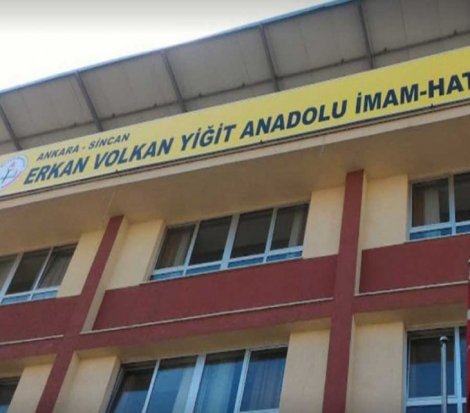 ANKARA - SİNCAN
ERKAN VOLKAN YİĞİT ANADOLU İMAM-HAT